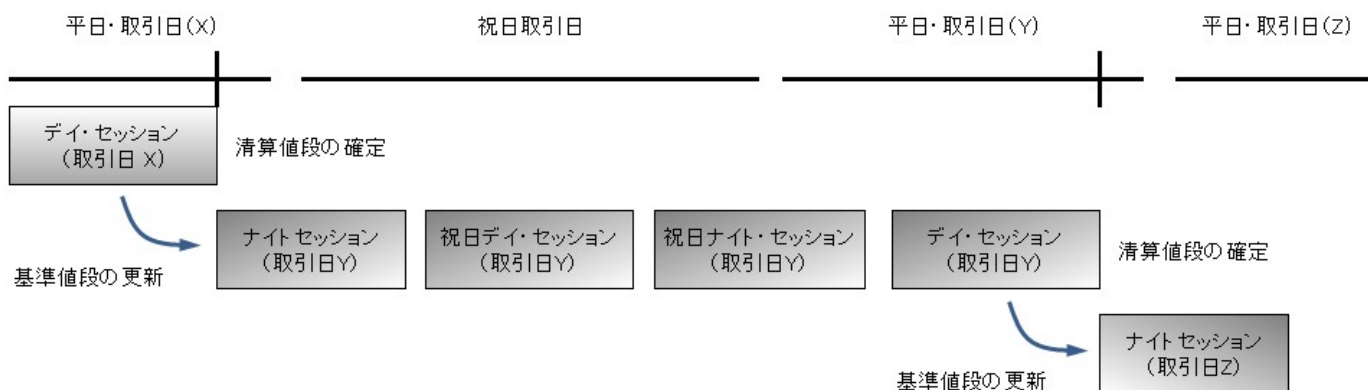 平日・取引日(X)
祝日取引日
平日・取引日(Y)
平日・取引日(Z)
デイ・セッション
(取引日 X)
清算値段の確定
基準値段の更新
ナイトセッション
(取引日Y)
祝日デイ・セッション
(取引日Y)
祝日ナイト・セッション
(取引日Y)
デイ・セッション
(取引日Y)
清算値段の確定
基準値段の更新
ナイトセッション
(取引日Z)